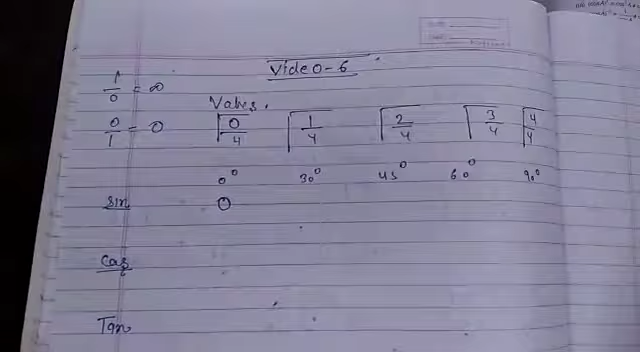 Video-6
1/0 = ∞
Values.
0/1 = 0 √0/4 √1/4 √2/4 √3/4 √4/4
0° 30° 45° 60° 90°
sin 0
Cos
Tan